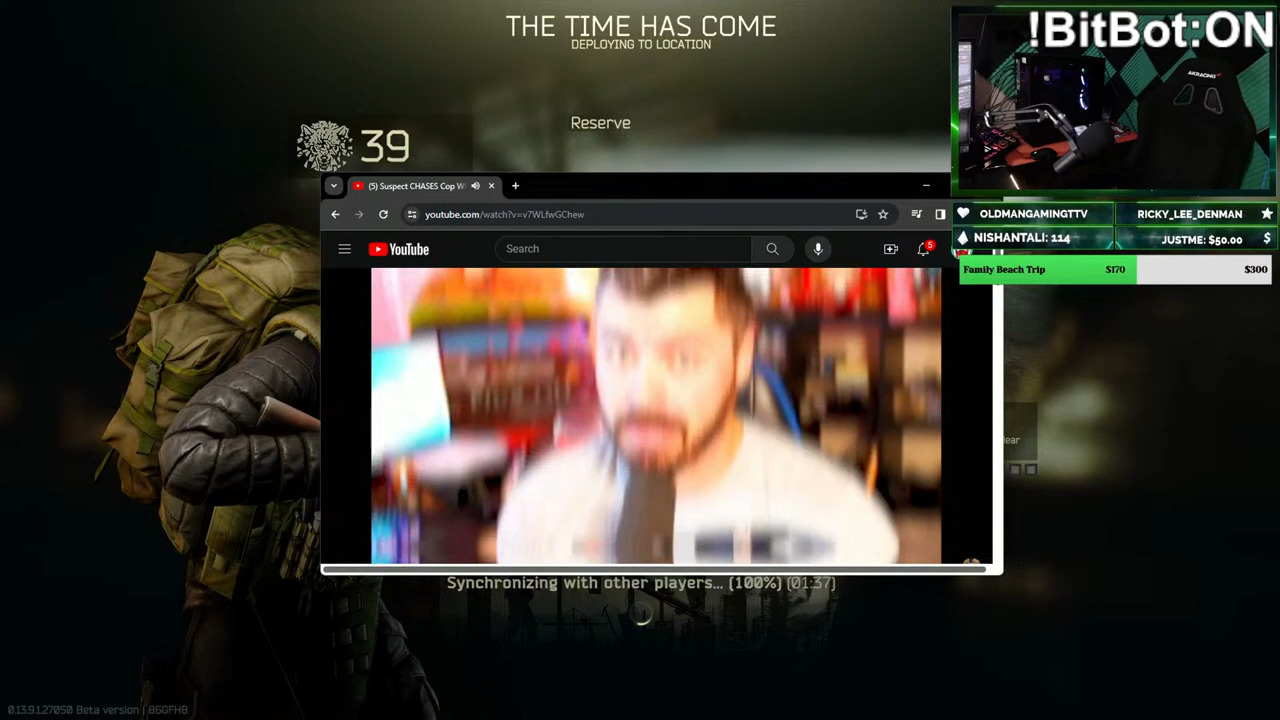 THE TIME HAS COME
DEPLOYING TO LOCATION
!BitBot:ON
AKRACING
Reserve
39
(5) Suspect CHASES Cop W
youtube.com/watch?v=v7WLfwGChew
OLDMANGAMINGTTV
RICKY_LEE_DENMAN
NISHANTALI: 114
JUSTME: $50.00 $
YouTube
Search
5
Family Beach Trip $170 $300
ear
Synchronizing with other players... (100%) (01:37)
0.13.9.1.27050 Beta version | 86GFH8